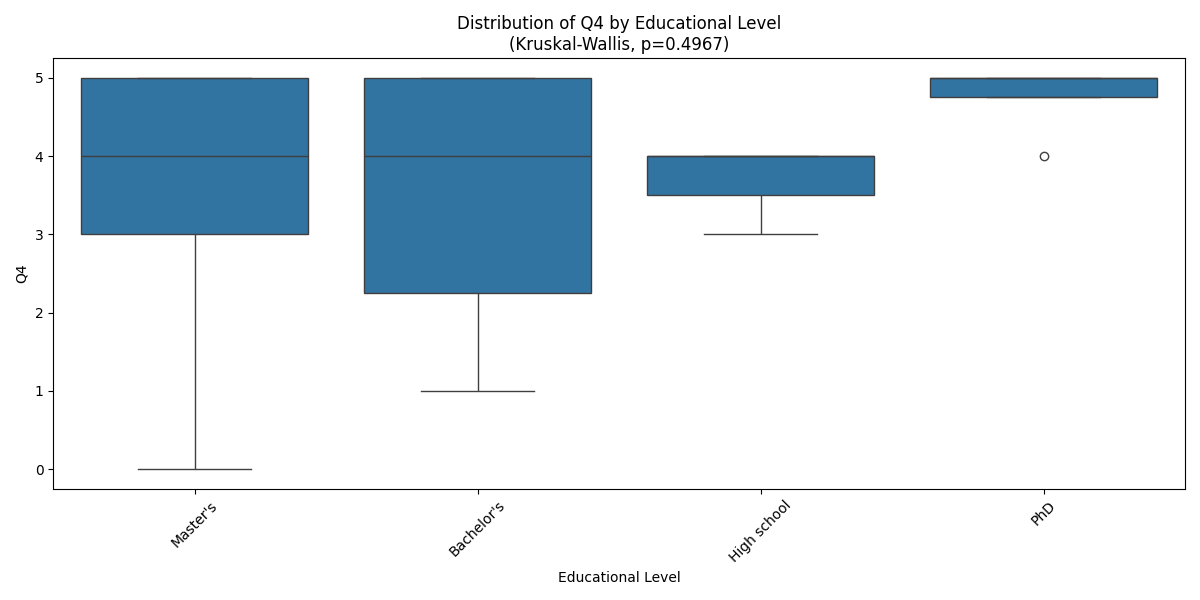 Distribution of Q4 by Educational Level
(Kruskal-Wallis, p=0.4967)
5
4
3
2
1
0
Q4
Master's
Bachelor's
High school
PhD
Educational Level